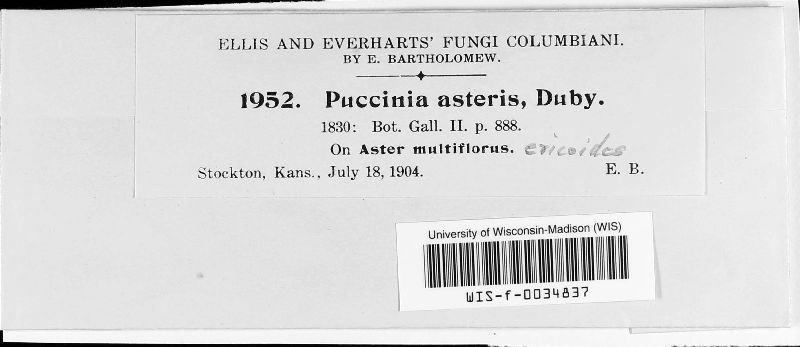 ELLIS AND EVERHARTS' FUNGI COLUMBIANI.
BY E. BARTHOLOMEW.
1952. Puccinia asteris, Duby.
1830: Bot. Gall. II. p. 888.
On Aster multiflorus. ericoides
Stockton, Kans., July 18, 1904. E. B.
University of Wisconsin-Madison (WIS)
WIS-f-0034837